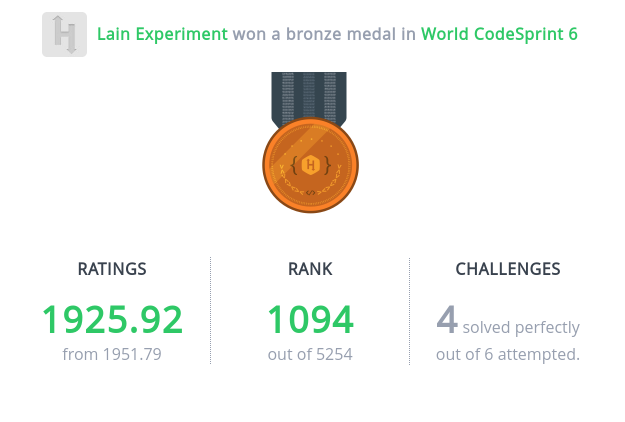 Lain Experiment won a bronze medal in World CodeSprint 6
{ H }
</>
RATINGS
1925.92
from 1951.79
RANK
1094
out of 5254
CHALLENGES
4 solved perfectly
out of 6 attempted.